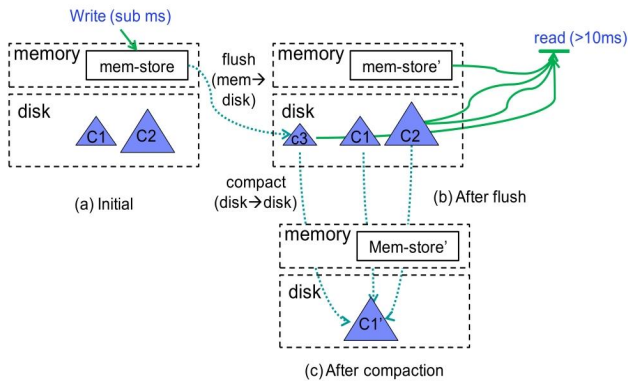 Write (sub ms)
memory
mem-store
disk
C1
C2
(a) Initial
flush
(mem→
disk)
memory
mem-store'
disk
c3
C1
C2
read (>10ms)
(b) After flush
compact
(disk→disk)
memory
Mem-store'
disk
C1'
(c) After compaction